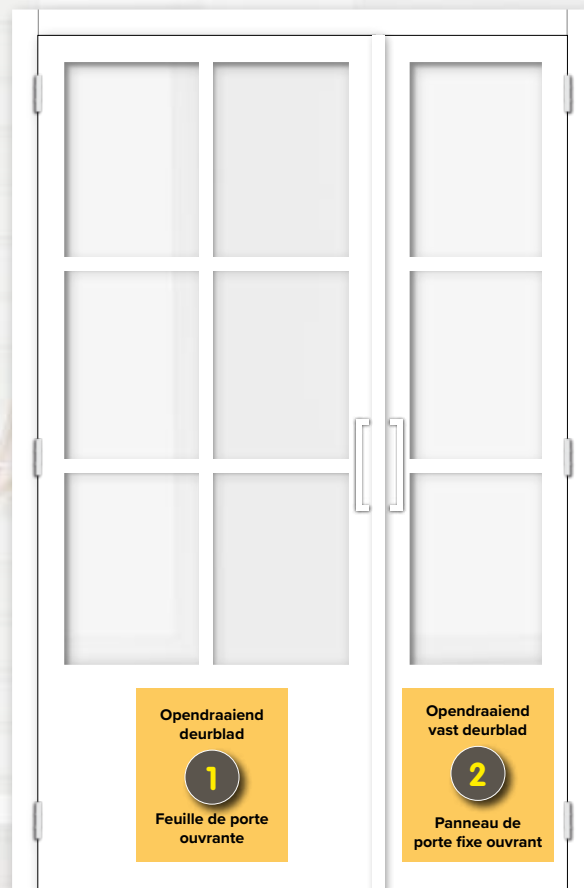 Opendraaiend
deurblad
1
Feuille de porte
ouvrante
Opendraaiend
vast deurblad
2
Panneau de
porte fixe ouvrant